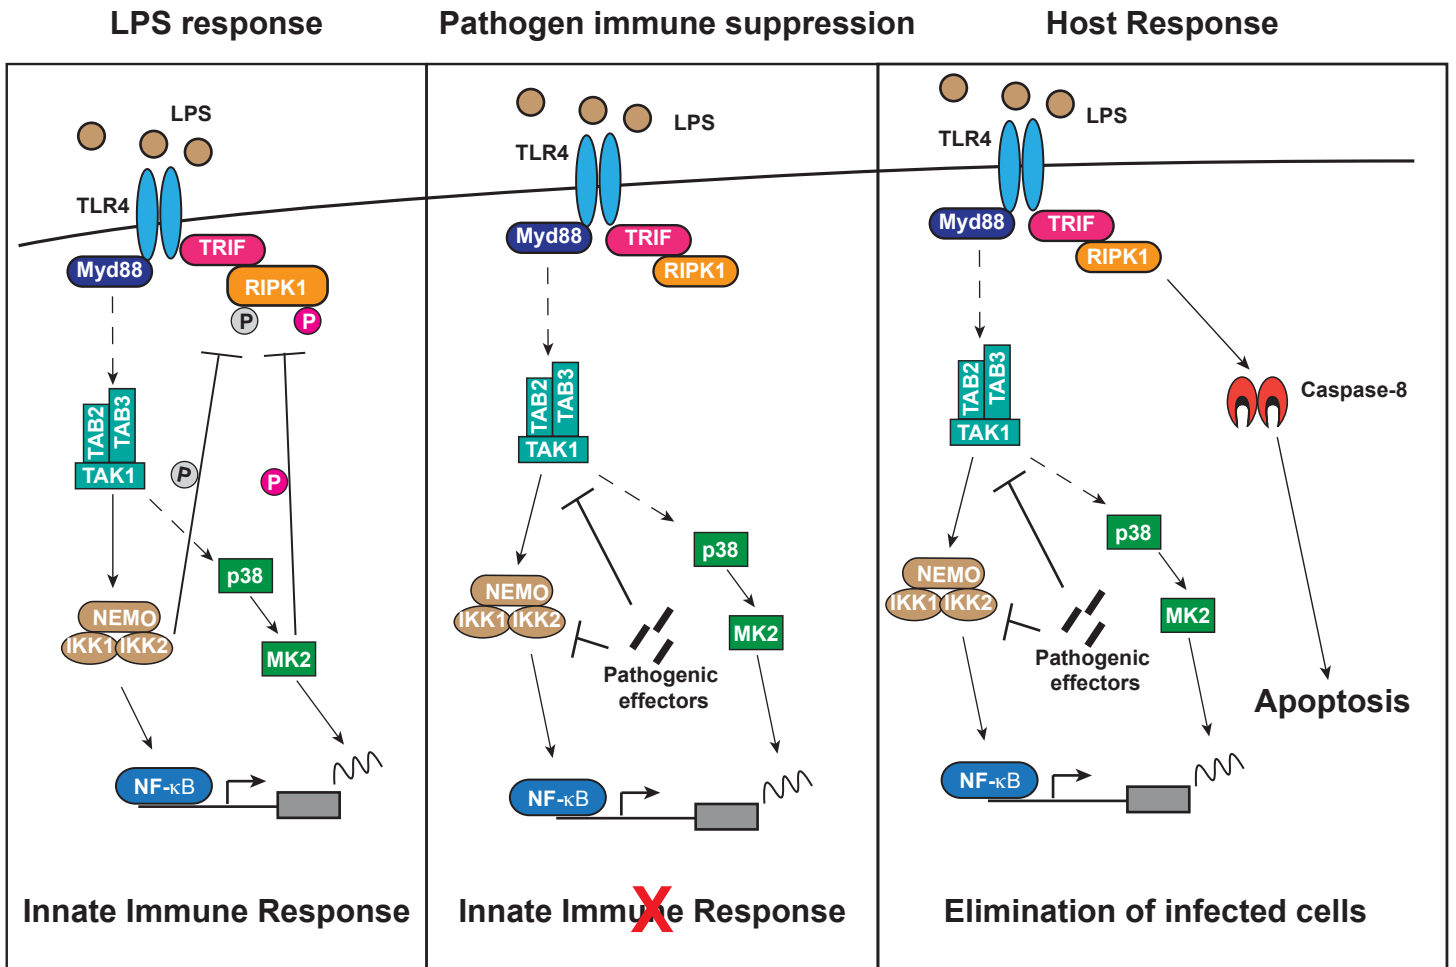 LPS response
Pathogen immune suppression
Host Response
LPS
TLR4
Myd88
TRIF
RIPK1
P
P
TAB2
TAB3
TAK1
P
P
p38
NEMO
IKK1
IKK2
MK2
NF-κB
Innate Immune Response
LPS
TLR4
Myd88
TRIF
RIPK1
TAB2
TAB3
TAK1
p38
NEMO
IKK1
IKK2
MK2
Pathogenic
effectors
NF-κB
Innate Immune Response
X
LPS
TLR4
Myd88
TRIF
RIPK1
TAB2
TAB3
TAK1
Caspase-8
p38
NEMO
IKK1
IKK2
MK2
Pathogenic
effectors
Apoptosis
NF-κB
Elimination of infected cells